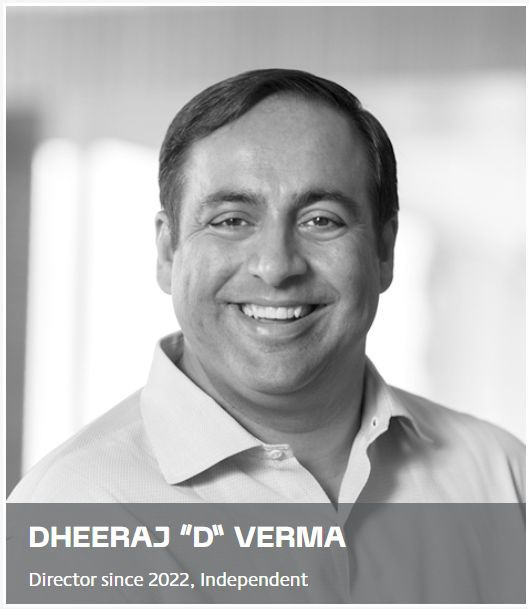 DHEERAJ "D" VERMA
Director since 2022, Independent